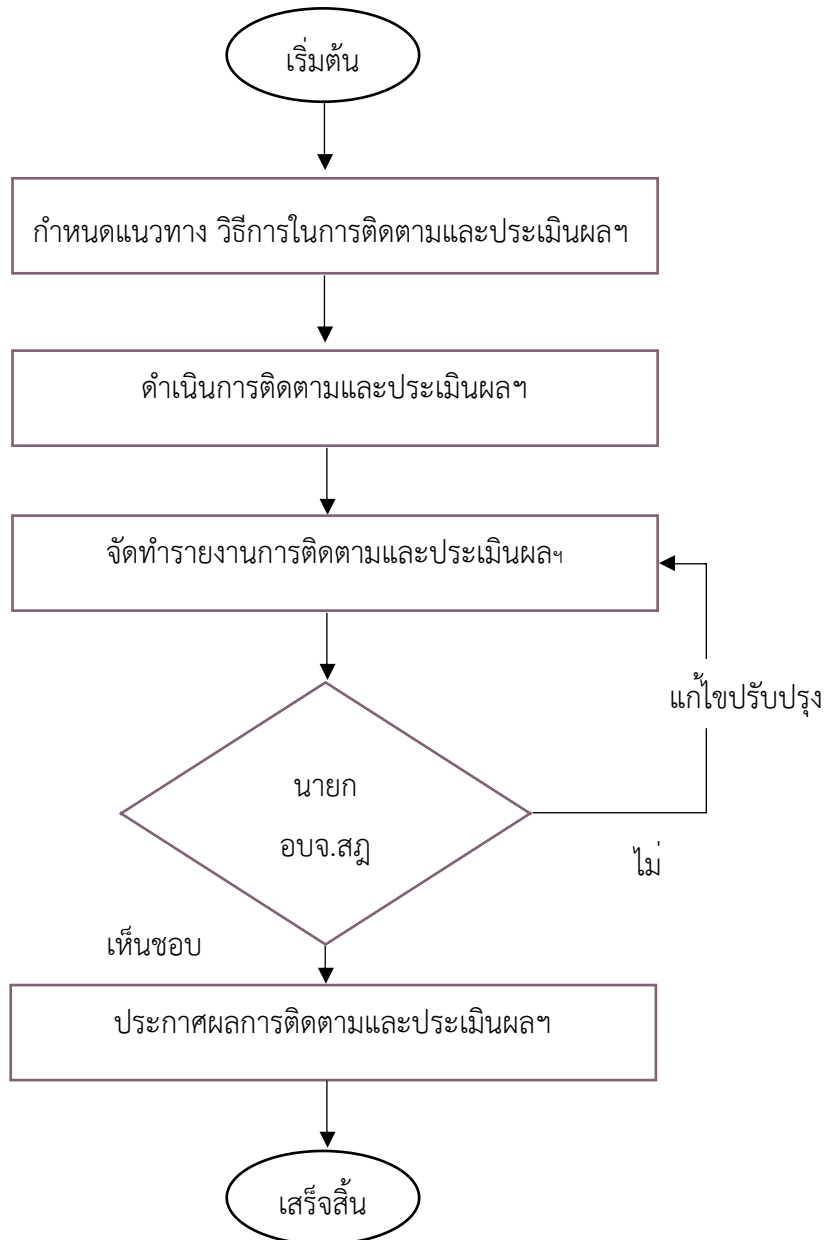 เริ่มต้น
กำหนดแนวทาง วิธีการในการติดตามและประเมินผลฯ
ดำเนินการติดตามและประเมินผลฯ
จัดทำรายงานการติดตามและประเมินผลฯ
แก้ไขปรับปรุง
นายก
อบจ.สฎ
ไม่
เห็นชอบ
ประกาศผลการติดตามและประเมินผลฯ
เสร็จสิ้น